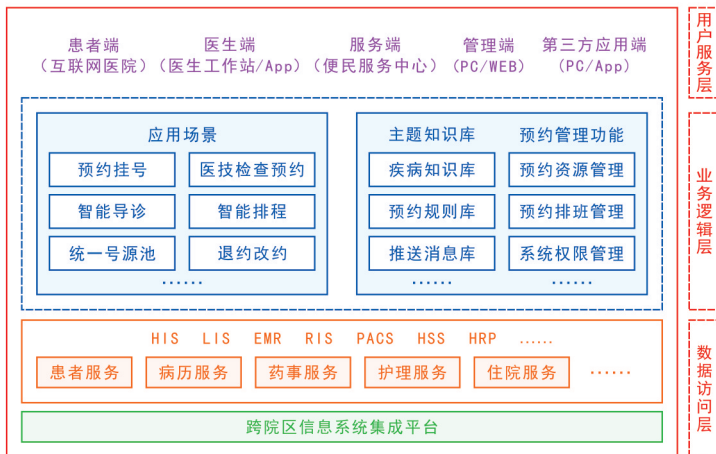 患者端 医生端 服务端 管理端 第三方应用端
（互联网医院）（医生工作站/App）（便民服务中心）（PC/WEB） （PC/App）
用户服务层
应用场景
预约挂号 医技检查预约
智能导诊 智能排程
统一号源池 退约改约
······
主题知识库 预约管理功能
疾病知识库 预约资源管理
预约规则库 预约排班管理
推送消息库 系统权限管理
······ ······
业务逻辑层
HIS LIS EMR RIS PACS HSS HRP ······
患者服务 病历服务 药事服务 护理服务 住院服务 ······
跨院区信息系统集成平台
数据访问层